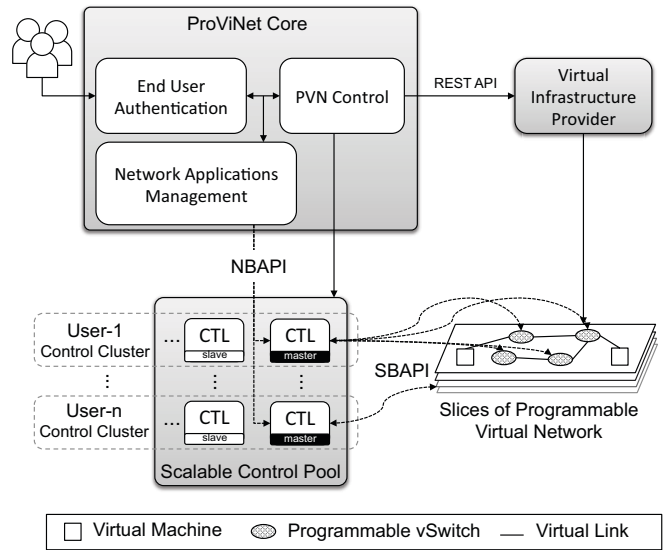 ProViNet Core
End User
Authentication
PVN Control
REST API
Virtual
Infrastructure
Provider
Network Applications
Management
NBAPI
User-1
Control Cluster
...
CTL
slave
CTL
master
SBAPI
...
...
...
User-n
Control Cluster
...
CTL
slave
CTL
master
Slices of Programmable
Virtual Network
Scalable Control Pool
Virtual Machine
Programmable vSwitch
Virtual Link